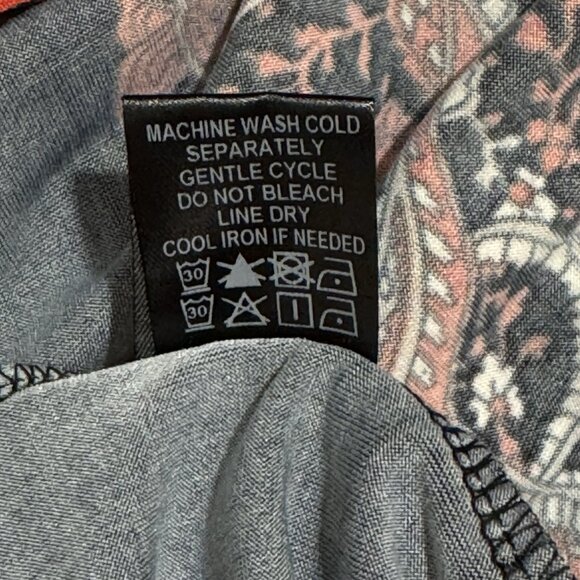 MACHINE WASH COLD
SEPARATELY
GENTLE CYCLE
DO NOT BLEACH
LINE DRY
COOL IRON IF NEEDED
30
30